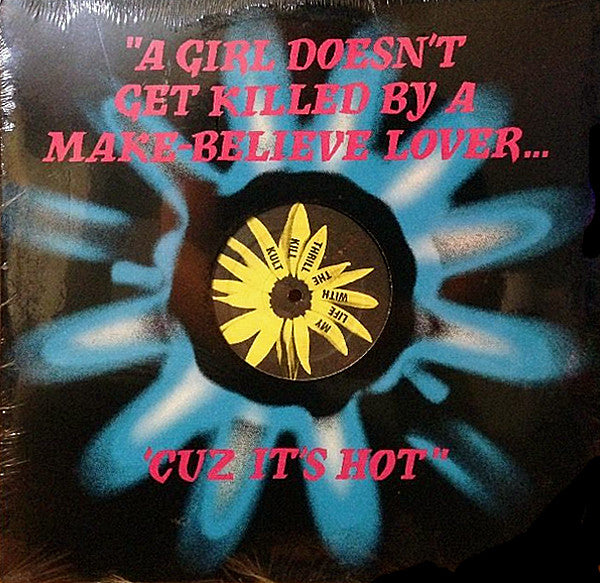 "A GIRL DOESN'T
GET KILLED BY A
MAKE-BELIEVE LOVER...
MY
LIFE
WITH
THE
THRILL
KILL
KULT
'CUZ IT'S HOT"